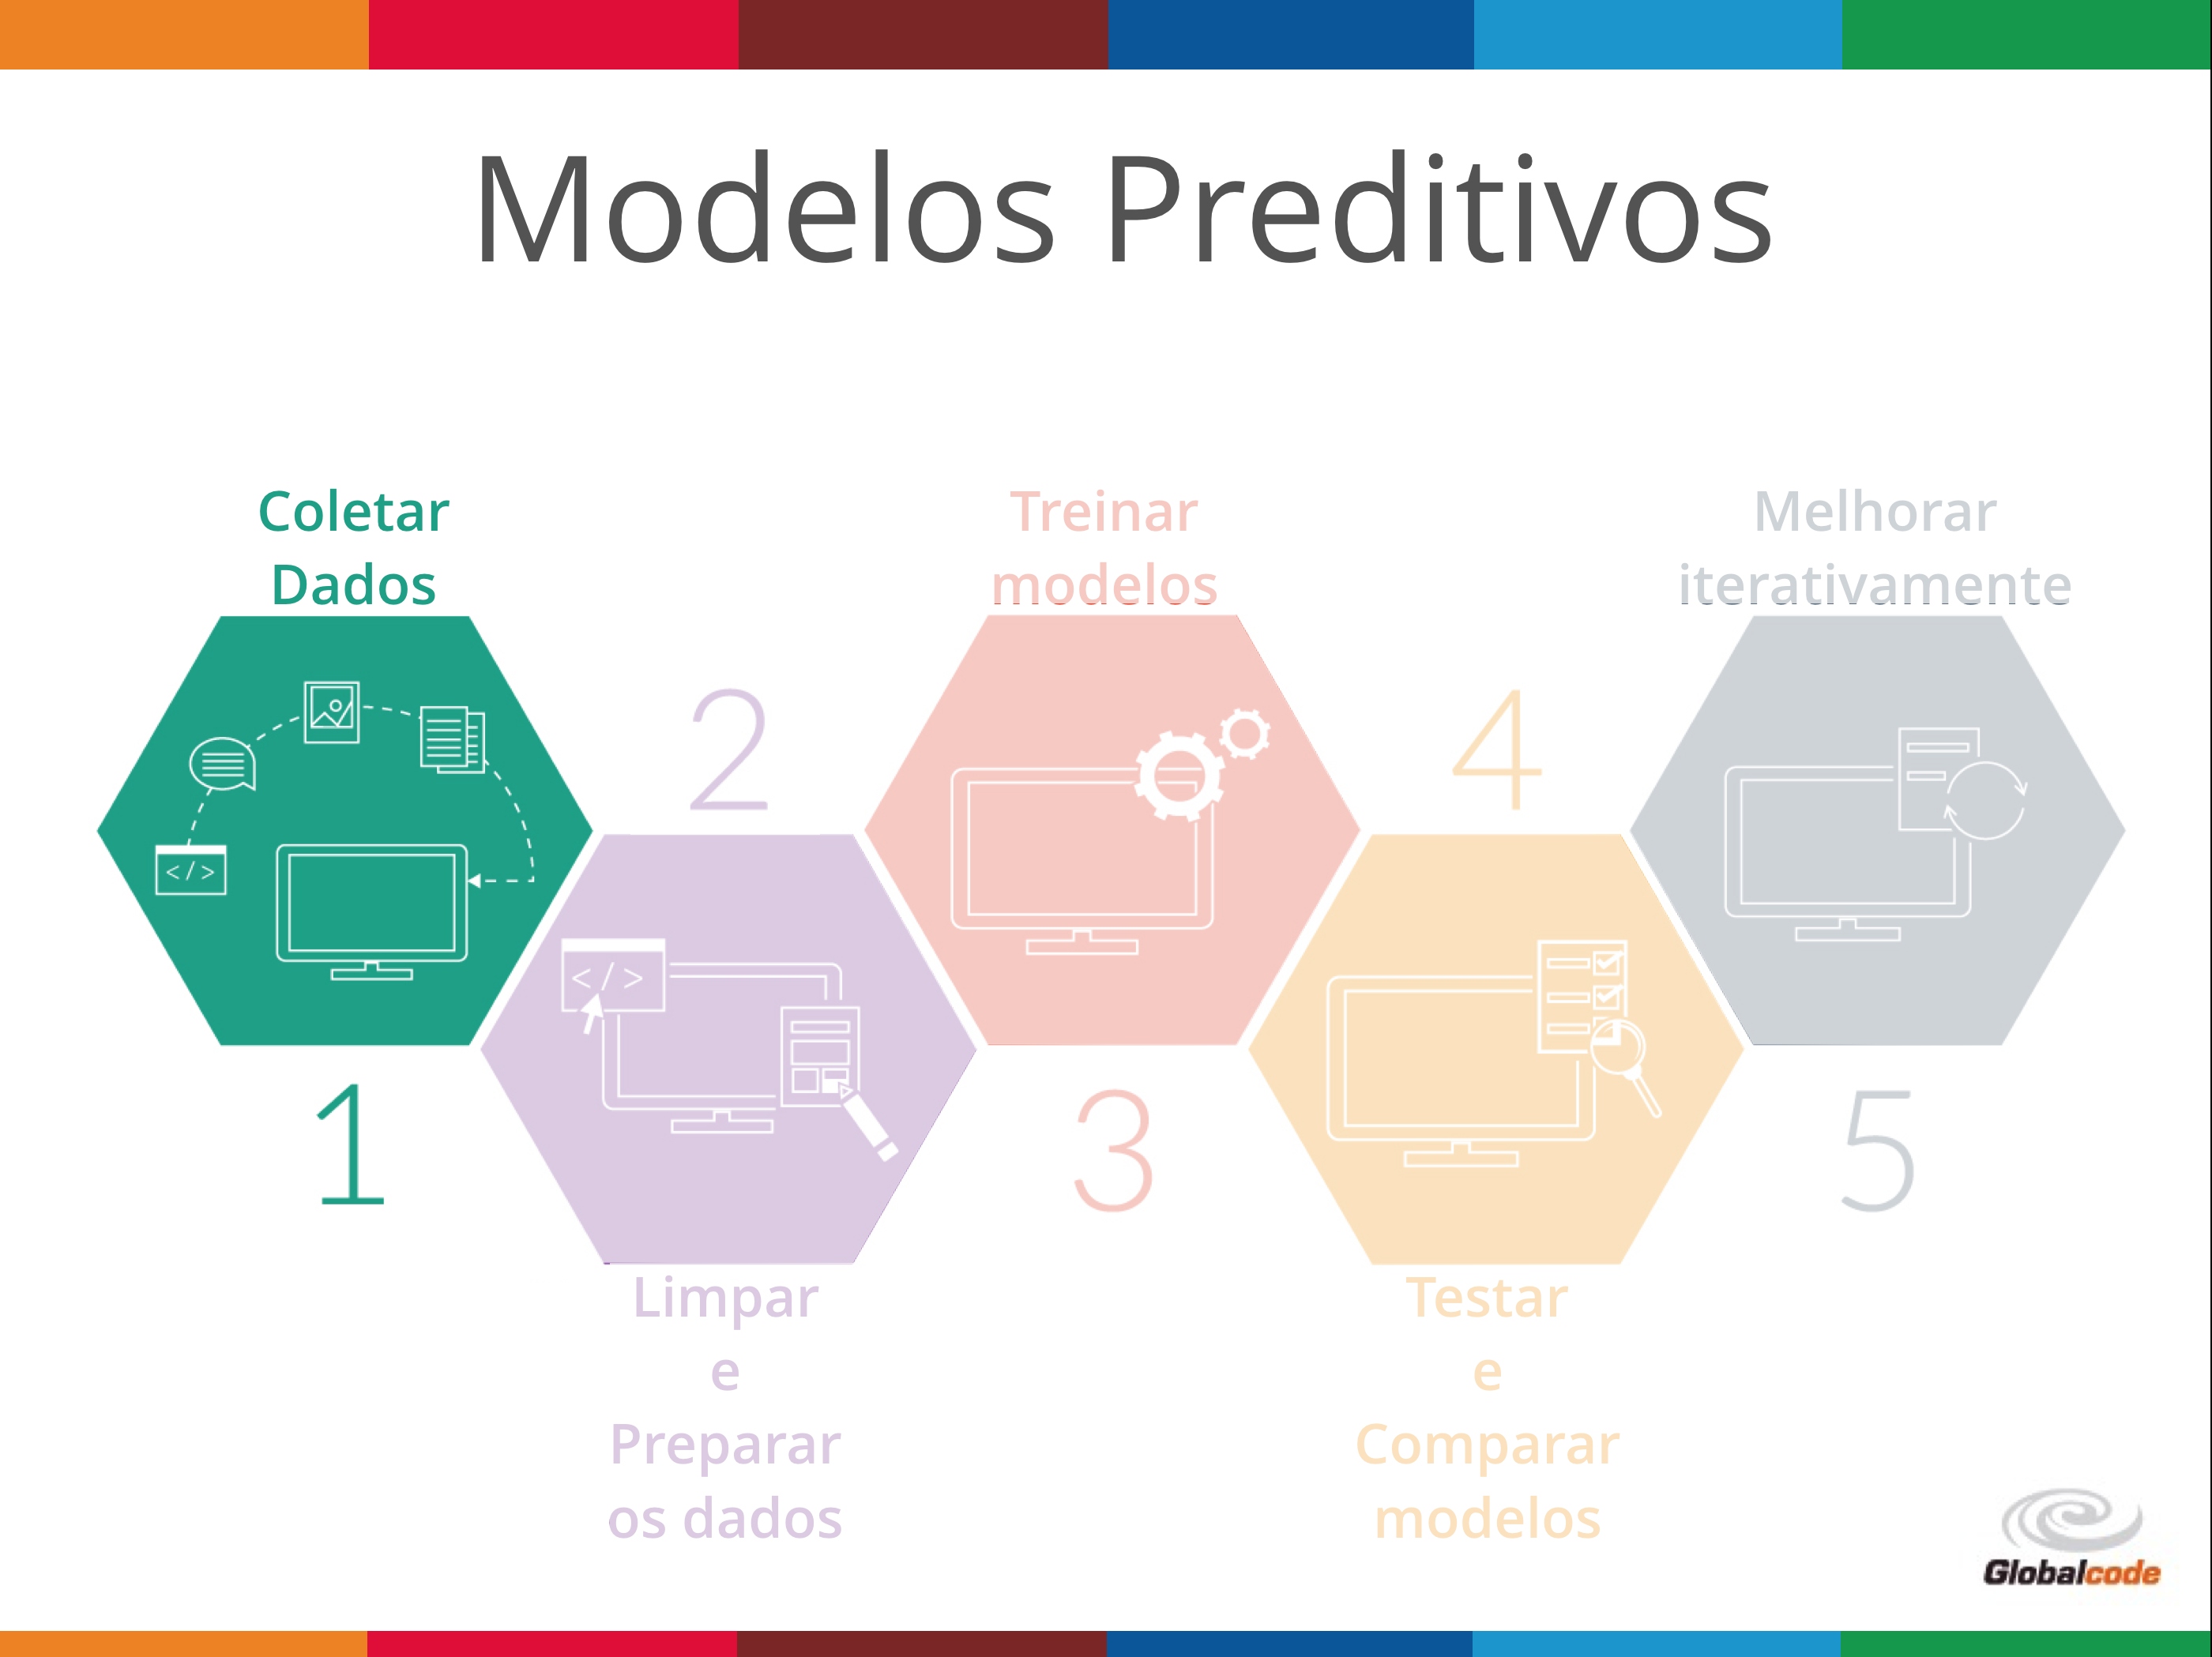 Modelos Preditivos
Coletar
Dados
1
2
Limpar
e
Preparar
os dados
Treinar
modelos
3
4
Testar
e
Comparar
modelos
Melhorar
iterativamente
5
</>
</>
Globalcode